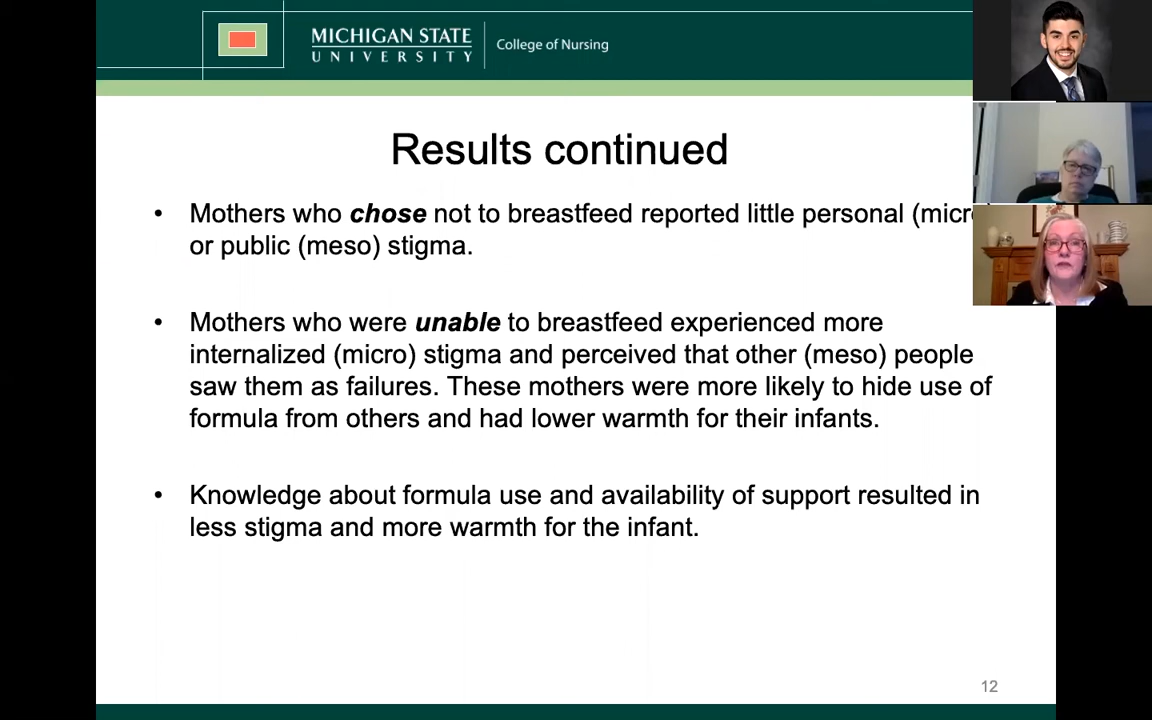 MICHIGAN STATE
UNIVERSITY
College of Nursing
Results continued
• Mothers who chose not to breastfeed reported little personal
or public (meso) stigma.
• Mothers who were unable to breastfeed experienced more
internalized (micro) stigma and perceived that other (meso) people
saw them as failures. These mothers were more likely to hide use of
formula from others and had lower warmth for their infants.
• Knowledge about formula use and availability of support resulted in
less stigma and more warmth for the infant.
12